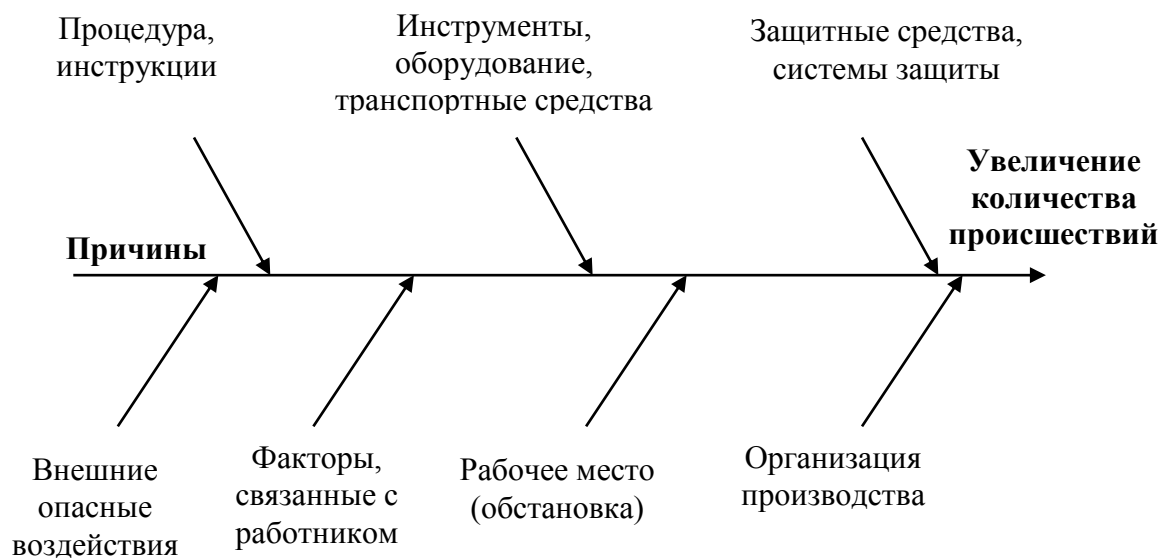 Процедура,
инструкции
Инструменты,
оборудование,
транспортные средства
Защитные средства,
системы защиты
Увеличение
количества
происшествий
Причины
Внешние
опасные
воздействия
Факторы,
связанные с
работником
Рабочее место
(обстановка)
Организация
производства